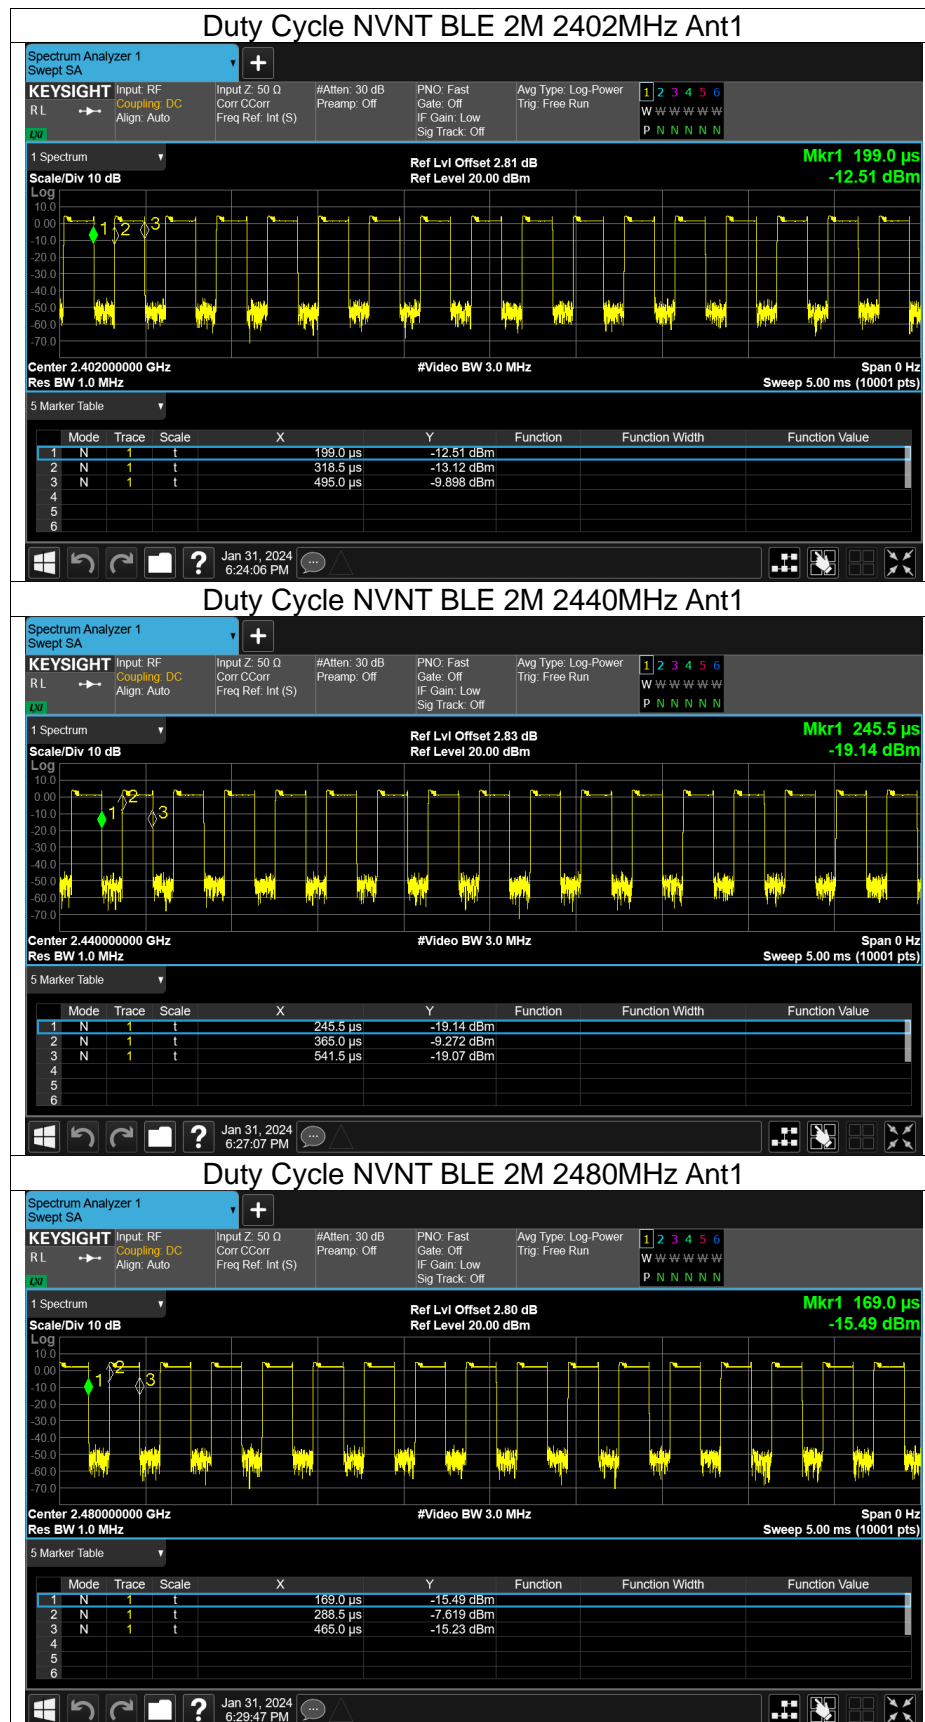 Duty Cycle NVNT BLE 2M 2402MHz Ant1
Spectrum Analyzer 1
Swept SA
KEYSIGHT Input: RF Input Z: 50 Ω #Atten: 30 dB PNO: Fast Avg Type: Log-Power 1 2 3 4 5 6
RL Coupling: DC Corr CCorr Preamp: Off Gate: Off Trig: Free Run W W W W W W
Align: Auto Freq Ref: Int (S) IF Gain: Low
LXI Sig Track: Off P N N N N N
1 Spectrum Ref Lvl Offset 2.81 dB Mkr1 199.0 µs
Scale/Div 10 dB Ref Level 20.00 dBm -12.51 dBm
Log
10.0
0.00 1 2 3
-10.0
-20.0
-30.0
-40.0
-50.0
-60.0
-70.0
Center 2.402000000 GHz #Video BW 3.0 MHz Span 0 Hz
Res BW 1.0 MHz Sweep 5.00 ms (10001 pts)
5 Marker Table
Mode Trace Scale X Y Function Function Width Function Value
1 N 1 t 199.0 µs -12.51 dBm
2 N 1 t 318.5 µs -13.12 dBm
3 N 1 t 495.0 µs -9.898 dBm
4
5
6
? Jan 31, 2024
6:24:06 PM
Duty Cycle NVNT BLE 2M 2440MHz Ant1
Spectrum Analyzer 1
Swept SA
KEYSIGHT Input: RF Input Z: 50 Ω #Atten: 30 dB PNO: Fast Avg Type: Log-Power 1 2 3 4 5 6
RL Coupling: DC Corr CCorr Preamp: Off Gate: Off Trig: Free Run W W W W W W
Align: Auto Freq Ref: Int (S) IF Gain: Low
LXI Sig Track: Off P N N N N N
1 Spectrum Ref Lvl Offset 2.83 dB Mkr1 245.5 µs
Scale/Div 10 dB Ref Level 20.00 dBm -19.14 dBm
Log
10.0
0.00 2
-10.0 1 3
-20.0
-30.0
-40.0
-50.0
-60.0
-70.0
Center 2.440000000 GHz #Video BW 3.0 MHz Span 0 Hz
Res BW 1.0 MHz Sweep 5.00 ms (10001 pts)
5 Marker Table
Mode Trace Scale X Y Function Function Width Function Value
1 N 1 t 245.5 µs -19.14 dBm
2 N 1 t 365.0 µs -9.272 dBm
3 N 1 t 541.5 µs -19.07 dBm
4
5
6
? Jan 31, 2024
6:27:07 PM
Duty Cycle NVNT BLE 2M 2480MHz Ant1
Spectrum Analyzer 1
Swept SA
KEYSIGHT Input: RF Input Z: 50 Ω #Atten: 30 dB PNO: Fast Avg Type: Log-Power 1 2 3 4 5 6
RL Coupling: DC Corr CCorr Preamp: Off Gate: Off Trig: Free Run W W W W W W
Align: Auto Freq Ref: Int (S) IF Gain: Low
LXI Sig Track: Off P N N N N N
1 Spectrum Ref Lvl Offset 2.80 dB Mkr1 169.0 µs
Scale/Div 10 dB Ref Level 20.00 dBm -15.49 dBm
Log
10.0
0.00 2
-10.0 1 3
-20.0
-30.0
-40.0
-50.0
-60.0
-70.0
Center 2.480000000 GHz #Video BW 3.0 MHz Span 0 Hz
Res BW 1.0 MHz Sweep 5.00 ms (10001 pts)
5 Marker Table
Mode Trace Scale X Y Function Function Width Function Value
1 N 1 t 169.0 µs -15.49 dBm
2 N 1 t 288.5 µs -7.619 dBm
3 N 1 t 465.0 µs -15.23 dBm
4
5
6
? Jan 31, 2024
6:29:47 PM